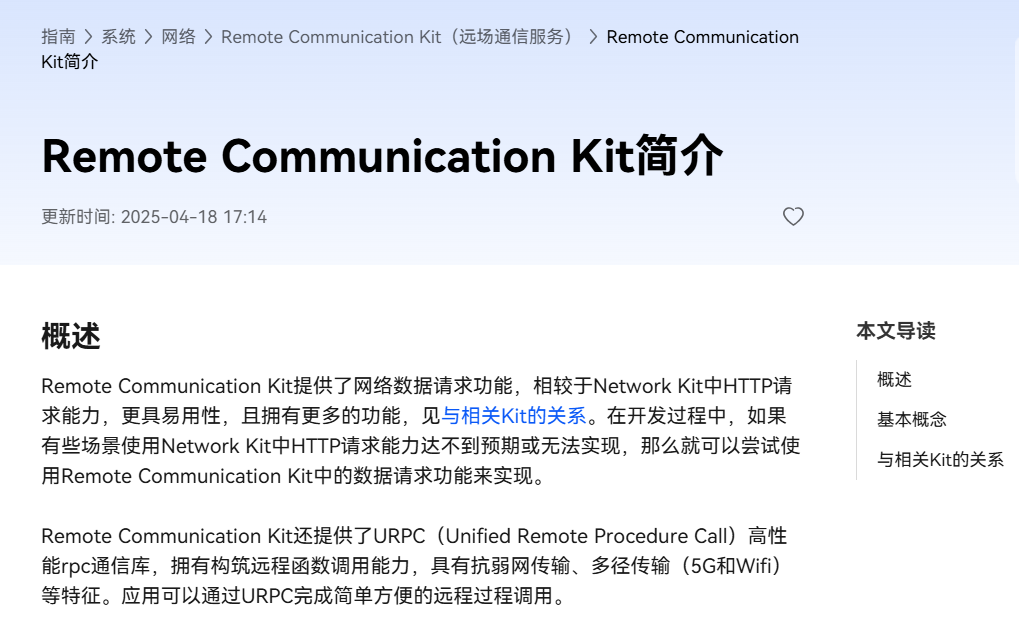 指南 > 系统 > 网络 > Remote Communication Kit（远场通信服务） > Remote Communication
Kit简介
Remote Communication Kit简介
更新时间: 2025-04-18 17:14
概述
Remote Communication Kit提供了网络数据请求功能，相较于Network Kit中HTTP请
求能力，更具易用性，且拥有更多的功能，见与相关Kit的关系。在开发过程中，如果
有些场景使用Network Kit中HTTP请求能力达不到预期或无法实现，那么就可以尝试使
用Remote Communication Kit中的数据请求功能来实现。
Remote Communication Kit还提供了URPC（Unified Remote Procedure Call）高性
能rpc通信库，拥有构筑远程函数调用能力，具有抗弱网传输、多径传输（5G和Wifi）
等特征。应用可以通过URPC完成简单方便的远程过程调用。
本文导读
概述
基本概念
与相关Kit的关系